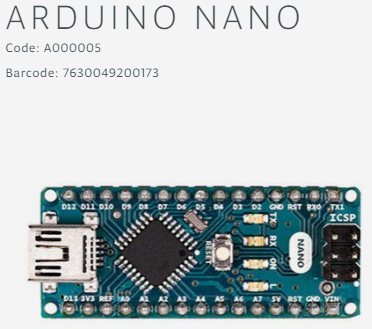 ARDUINO NANO
Code: A000005
Barcode: 7630049200173
D12 D11 D10 D9 D8 D7 D6 D5 D4 D3 D2 GND RST RX0 TX1
TX
RX
ON
L
RESET
NANO
ICSP
D13 3V3 REF A0 A1 A2 A3 A4 A5 A6 A7 5V RST GND VIN